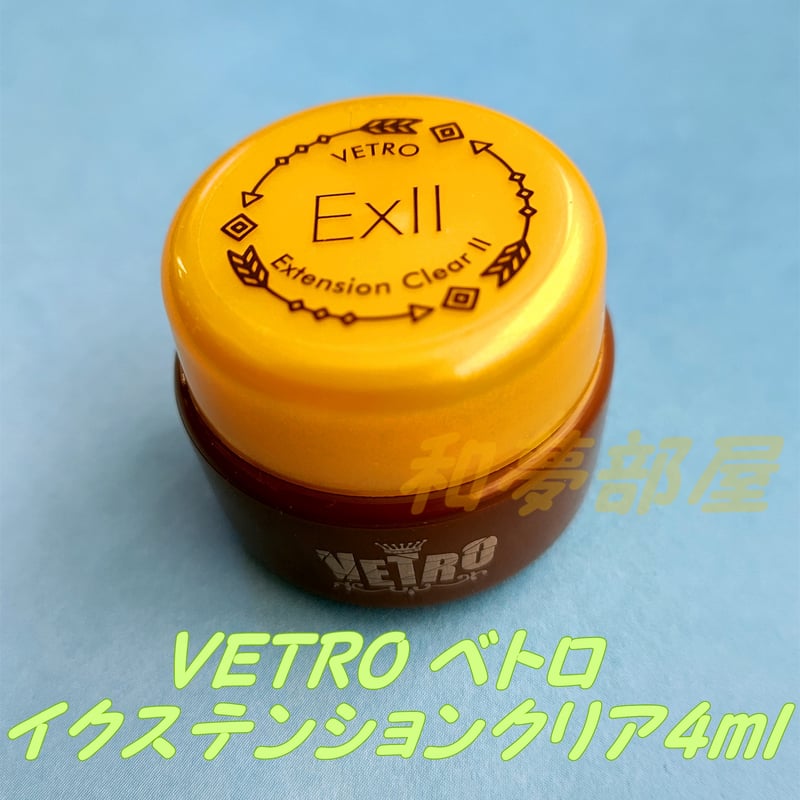 VETRO
ExII
Extension Clear II
和夢部屋
VETRO
VETRO ベトロ
イクステンションクリア4ml